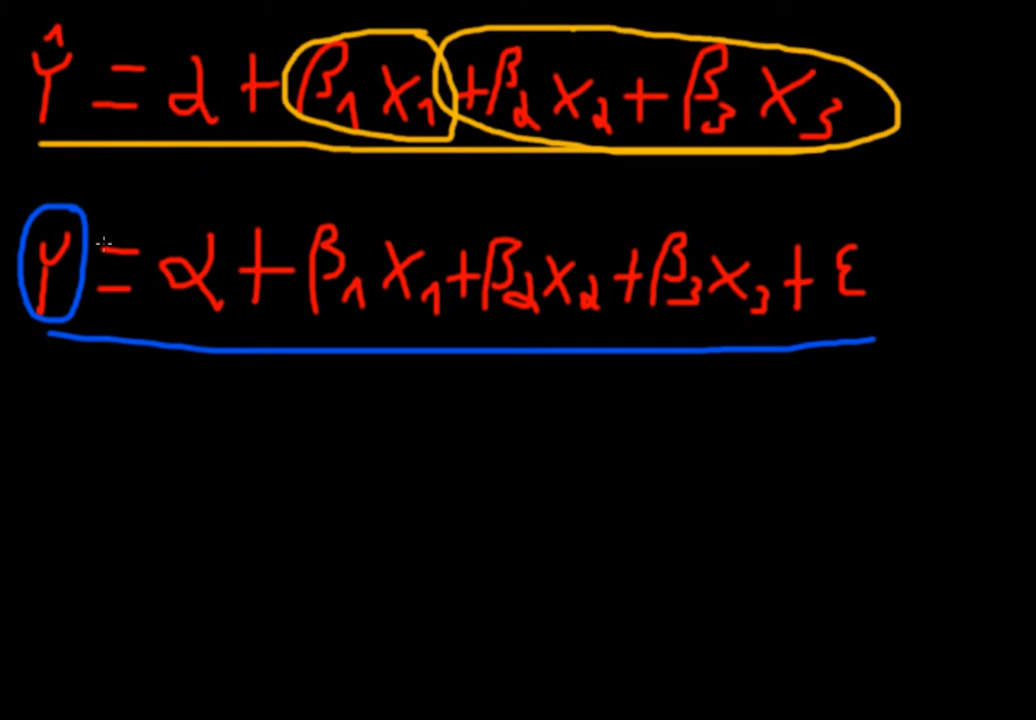 Ŷ = α + β₁X₁ + β₂X₂ + β₃X₃
Y = α + β₁X₁ + β₂X₂ + β₃X₃ + ε